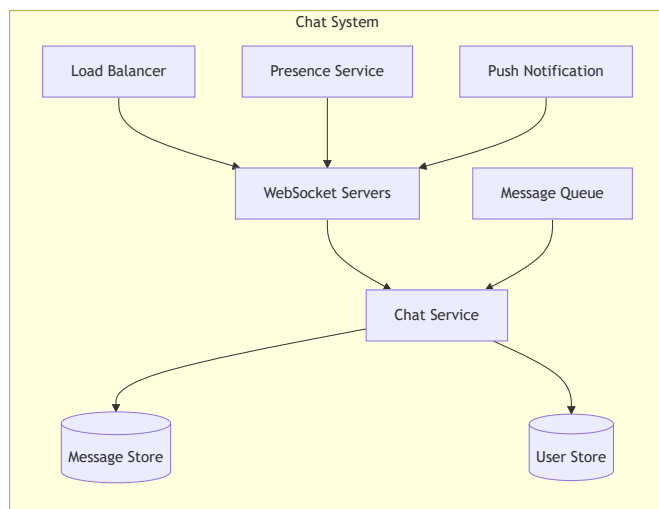 Chat System
Load Balancer
Presence Service
Push Notification
WebSocket Servers
Message Queue
Chat Service
Message Store
User Store